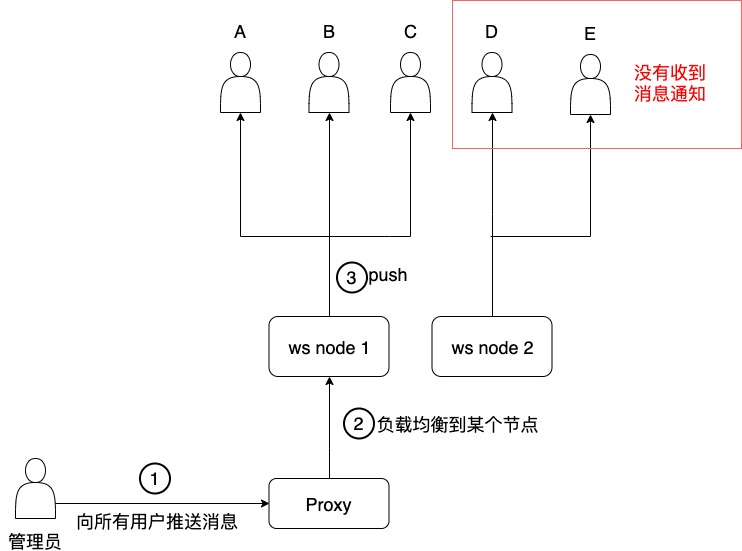 A
B
C
D
E
没有收到
消息通知
3 push
ws node 1
ws node 2
2 负载均衡到某个节点
1
向所有用户推送消息
Proxy
管理员